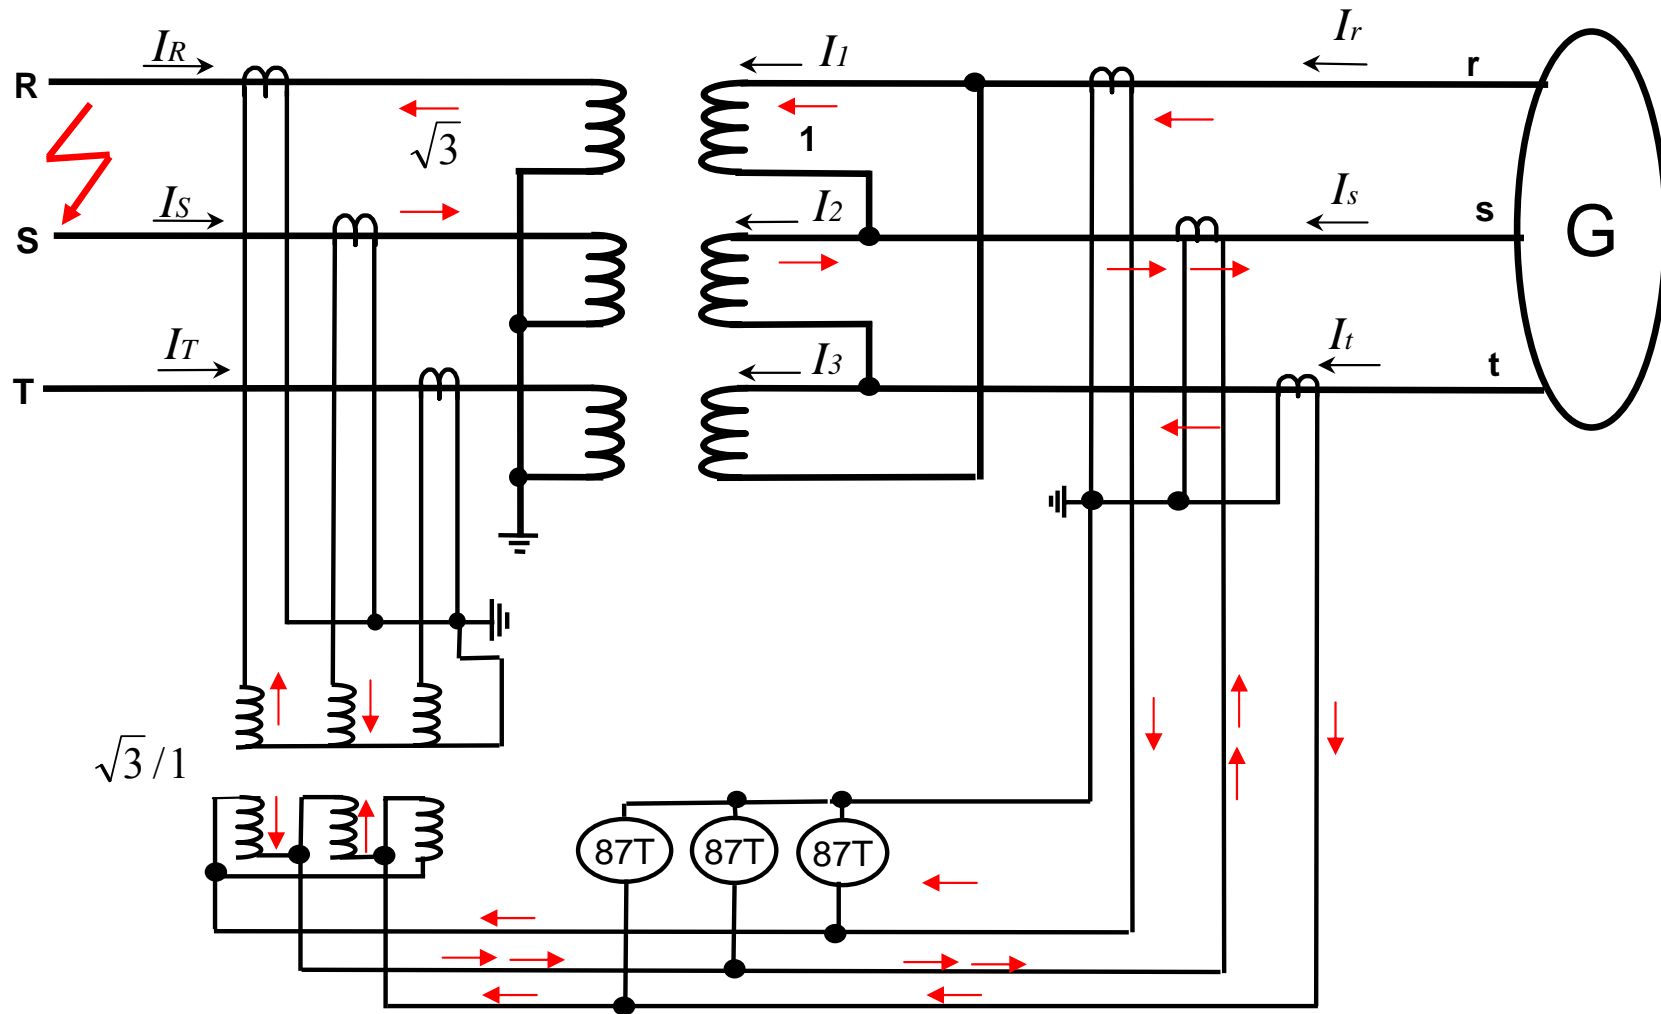 I_R
I_1
I_r
R
r
√3
1
I_S
I_2
I_s
S
s
G
I_T
I_3
I_t
T
t
√3 / 1
87T 87T 87T